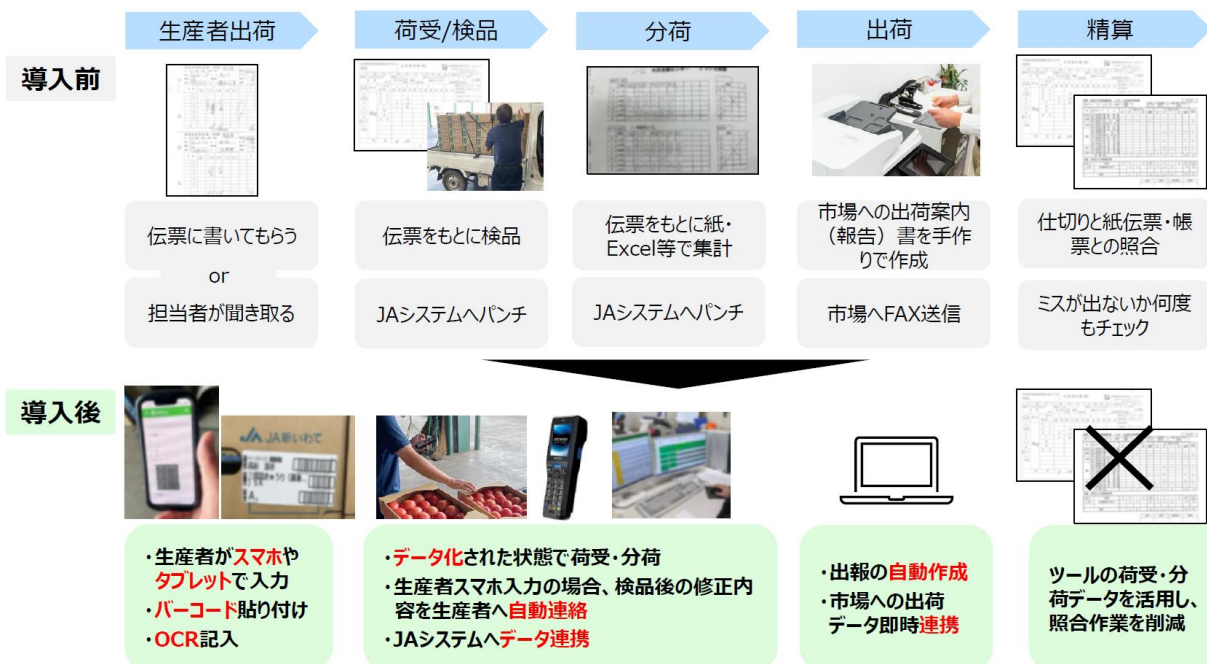 生産者出荷
荷受/検品
分荷
出荷
精算
導入前
伝票に書いてもらう
or
担当者が聞き取る
伝票をもとに検品
JAシステムへパンチ
伝票をもとに紙・
Excel等で集計
JAシステムへパンチ
市場への出荷案内
（報告）書を手作
りで作成
市場へFAX送信
仕切りと紙伝票・帳
票との照合
ミスが出ないか何度
もチェック
導入後
JA新いわて
・生産者がスマホや
タブレットで入力
・バーコード貼り付け
・OCR記入
・データ化された状態で荷受・分荷
・生産者スマホ入力の場合、検品後の修正内
容を生産者へ自動連絡
・JAシステムへデータ連携
・出報の自動作成
・市場への出荷
データ即時連携
ツールの荷受・分
荷データを活用し、
照合作業を削減